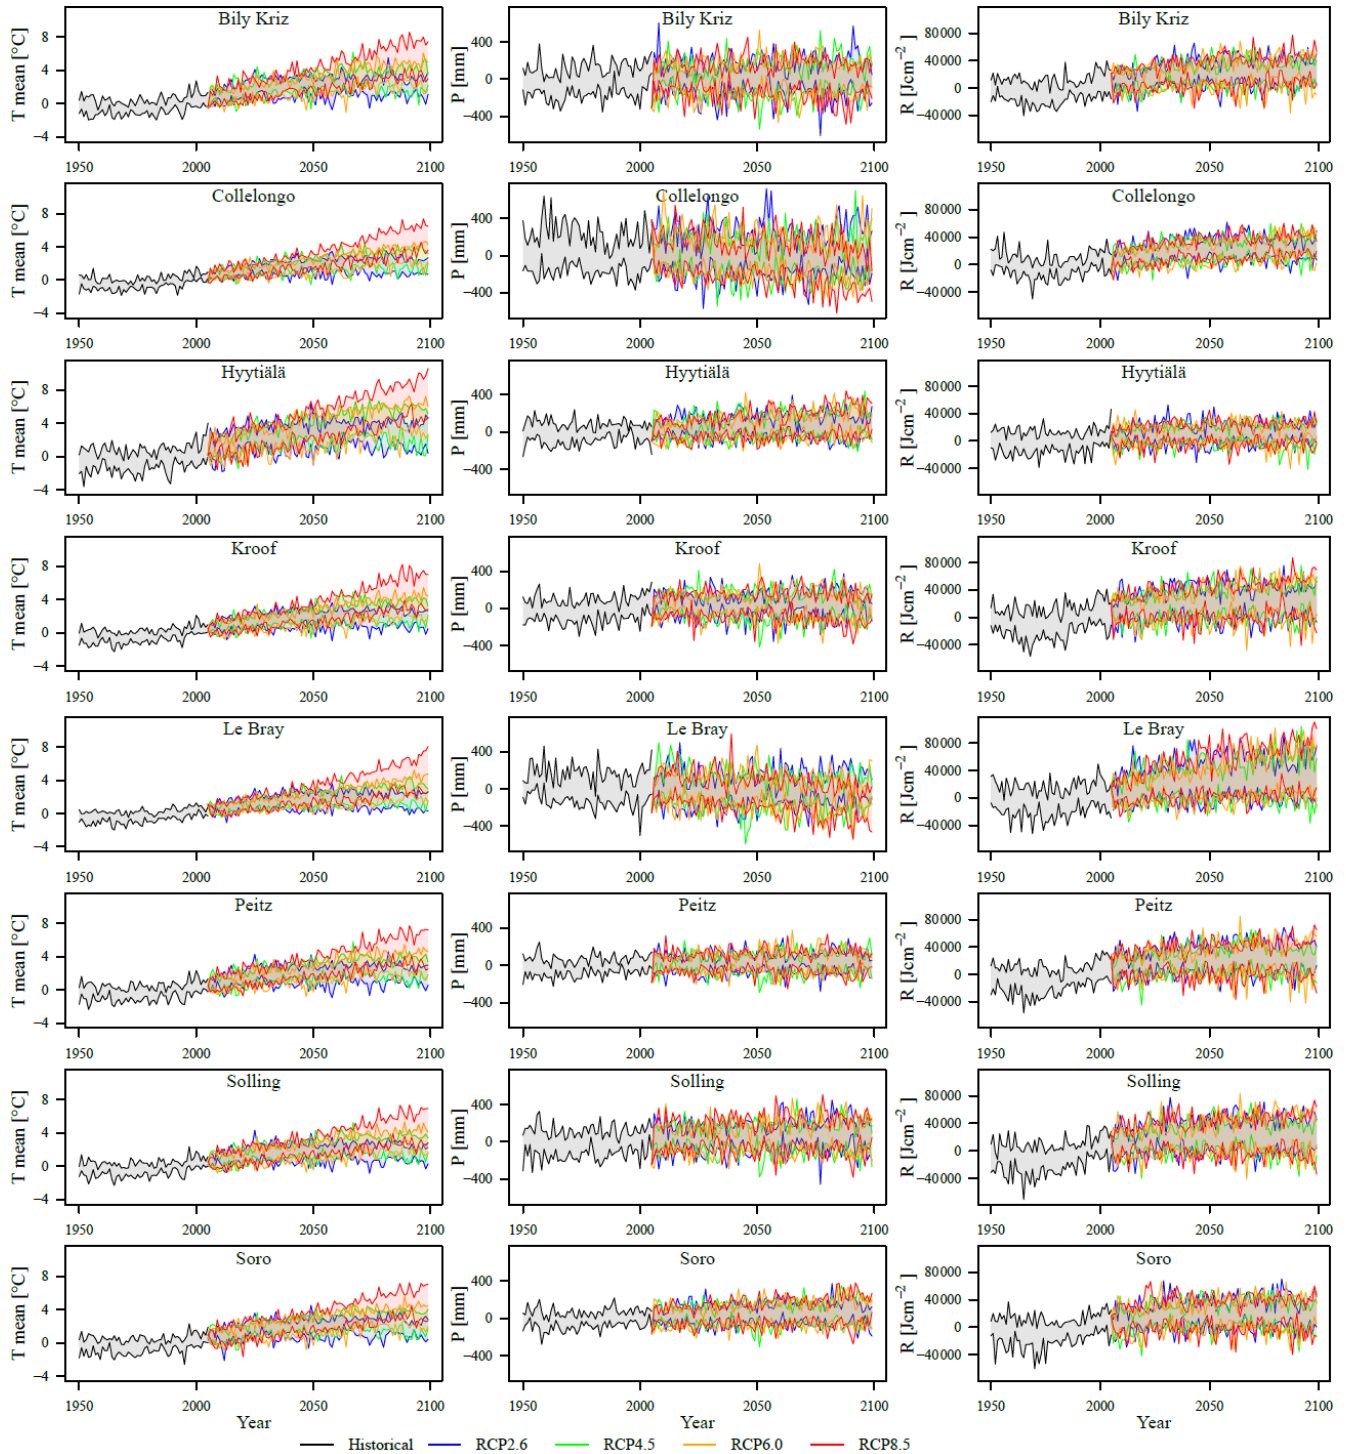 Bily Kriz Bily Kriz Bily Kriz
T mean [°C] 8 4 0 −4 P [mm] 400 0 −400 R [Jcm⁻² ] 80000 40000 0 −40000
1950 2000 2050 2100 1950 2000 2050 2100 1950 2000 2050 2100
Collelongo Collelongo Collelongo
T mean [°C] 8 4 0 −4 P [mm] 400 0 −400 R [Jcm⁻² ] 80000 40000 0 −40000
1950 2000 2050 2100 1950 2000 2050 2100 1950 2000 2050 2100
Hyytiälä Hyytiälä Hyytiälä
T mean [°C] 8 4 0 −4 P [mm] 400 0 −400 R [Jcm⁻² ] 80000 40000 0 −40000
1950 2000 2050 2100 1950 2000 2050 2100 1950 2000 2050 2100
Kroof Kroof Kroof
T mean [°C] 8 4 0 −4 P [mm] 400 0 −400 R [Jcm⁻² ] 80000 40000 0 −40000
1950 2000 2050 2100 1950 2000 2050 2100 1950 2000 2050 2100
Le Bray Le Bray Le Bray
T mean [°C] 8 4 0 −4 P [mm] 400 0 −400 R [Jcm⁻² ] 80000 40000 0 −40000
1950 2000 2050 2100 1950 2000 2050 2100 1950 2000 2050 2100
Peitz Peitz Peitz
T mean [°C] 8 4 0 −4 P [mm] 400 0 −400 R [Jcm⁻² ] 80000 40000 0 −40000
1950 2000 2050 2100 1950 2000 2050 2100 1950 2000 2050 2100
Solling Solling Solling
T mean [°C] 8 4 0 −4 P [mm] 400 0 −400 R [Jcm⁻² ] 80000 40000 0 −40000
1950 2000 2050 2100 1950 2000 2050 2100 1950 2000 2050 2100
Soro Soro Soro
T mean [°C] 8 4 0 −4 P [mm] 400 0 −400 R [Jcm⁻² ] 80000 40000 0 −40000
1950 2000 2050 2100 1950 2000 2050 2100 1950 2000 2050 2100
Year Year Year
Historical RCP2.6 RCP4.5 RCP6.0 RCP8.5